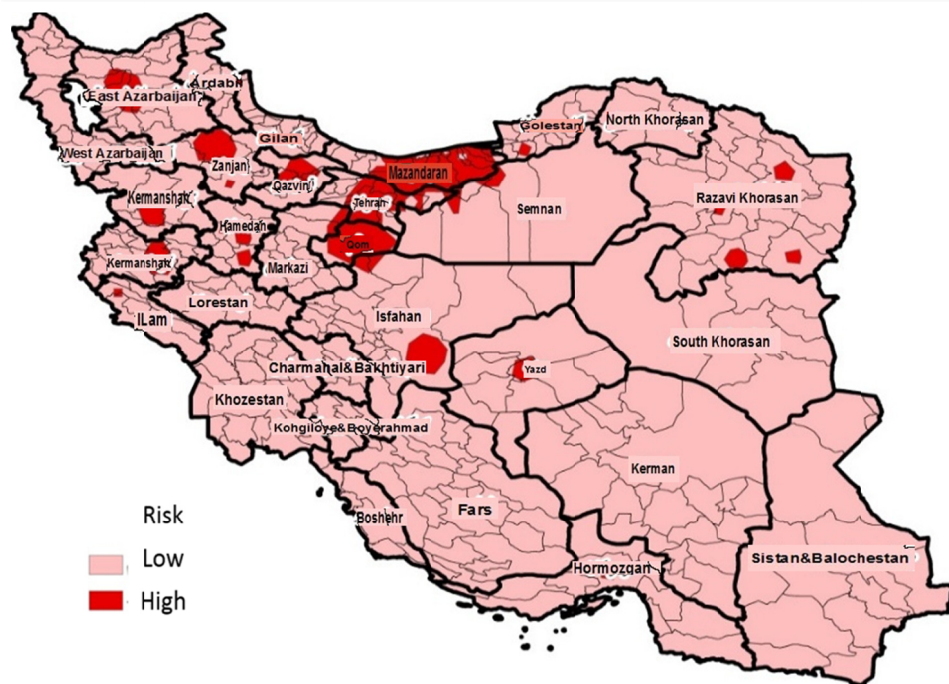 Ardabil
East Azarbaijan
Golestan
North Khorasan
Gilan
West Azarbaijan
Zanjan
Mazandaran
Qazvin
Kermanshah
Tehran
Razavi Khorasan
Semnan
Hamedan
Qom
Kermanshah
Markazi
Lorestan
ILam
Isfahan
South Khorasan
Charmahal&Bakhtiyari
Yazd
Khozestan
Kohgiloye&Boyerahmad
Kerman
Fars
Boshehr
Sistan&Balochestan
Hormozgan
Risk
Low
High